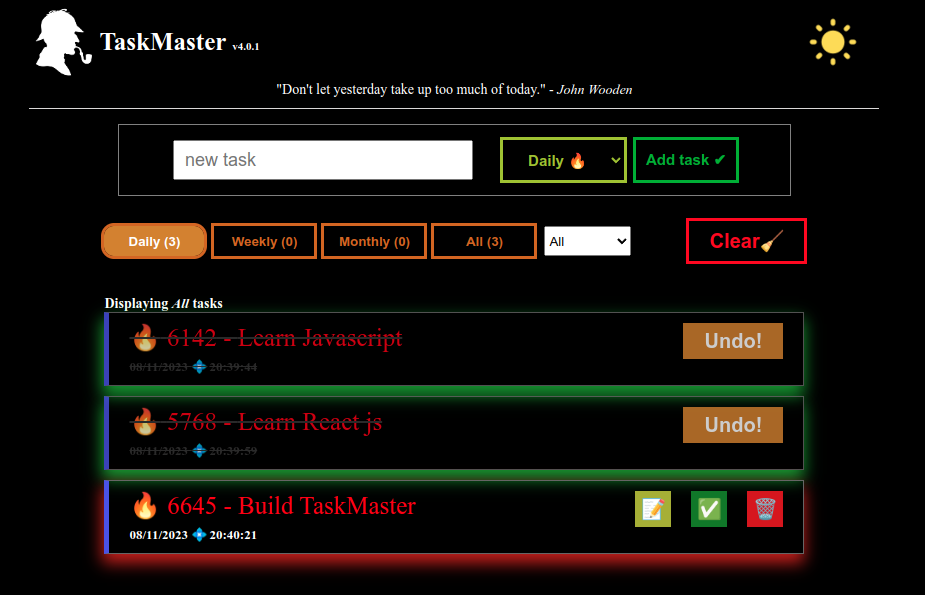 TaskMaster v4.0.1
"Don't let yesterday take up too much of today." - John Wooden
new task
Daily 🔥
Add task ✔
Daily (3) Weekly (0) Monthly (0) All (3) All
Clear🧹
Displaying All tasks
🔥 6142 - Learn Javascript
Undo!
08/11/2023 💠 20:39:44
🔥 5768 - Learn React js
Undo!
08/11/2023 💠 20:39:59
🔥 6645 - Build TaskMaster
08/11/2023 💠 20:40:21